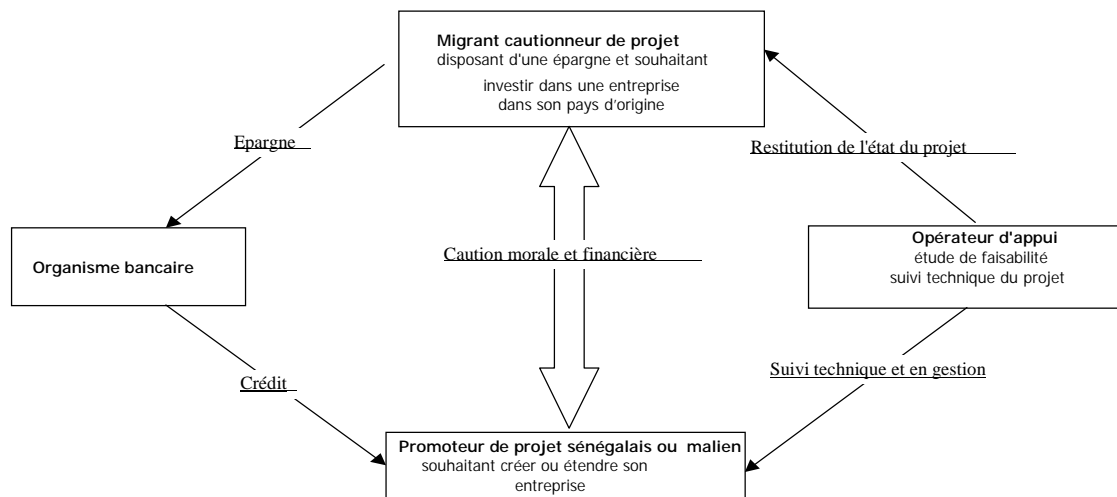 Migrant cautionneur de projet
disposant d'une épargne et souhaitant
investir dans une entreprise
dans son pays d'origine
Epargne
Restitution de l'état du projet
Organisme bancaire
Caution morale et financière
Opérateur d'appui
étude de faisabilité
suivi technique du projet
Crédit
Suivi technique et en gestion
Promoteur de projet sénégalais ou malien
souhaitant créer ou étendre son
entreprise